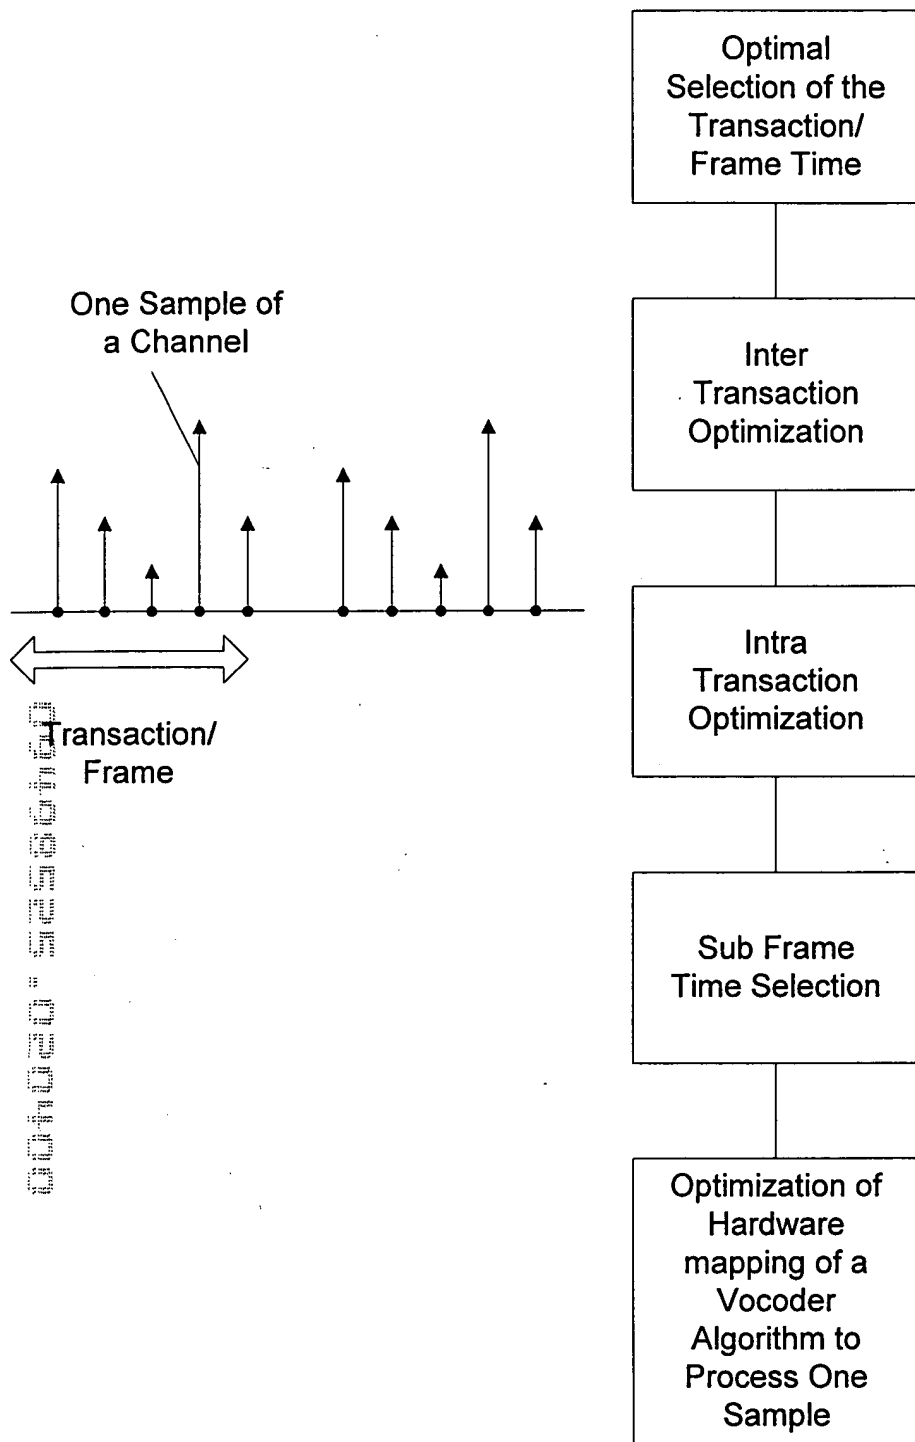 Optimal
Selection of the
Transaction/
Frame Time
One Sample of
a Channel
Inter
Transaction
Optimization
Intra
Transaction
Optimization
Transaction/
Frame
Sub Frame
Time Selection
Optimization of
Hardware
mapping of a
Vocoder
Algorithm to
Process One
Sample